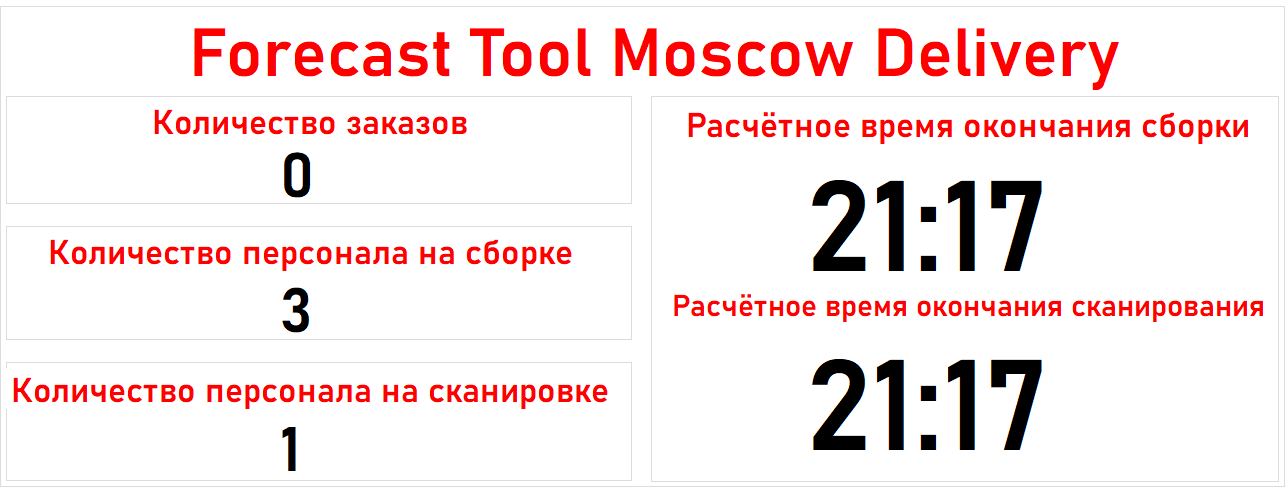 Forecast Tool Moscow Delivery
Количество заказов
0
Количество персонала на сборке
3
Количество персонала на сканировке
1
Расчётное время окончания сборки
21:17
Расчётное время окончания сканирования
21:17